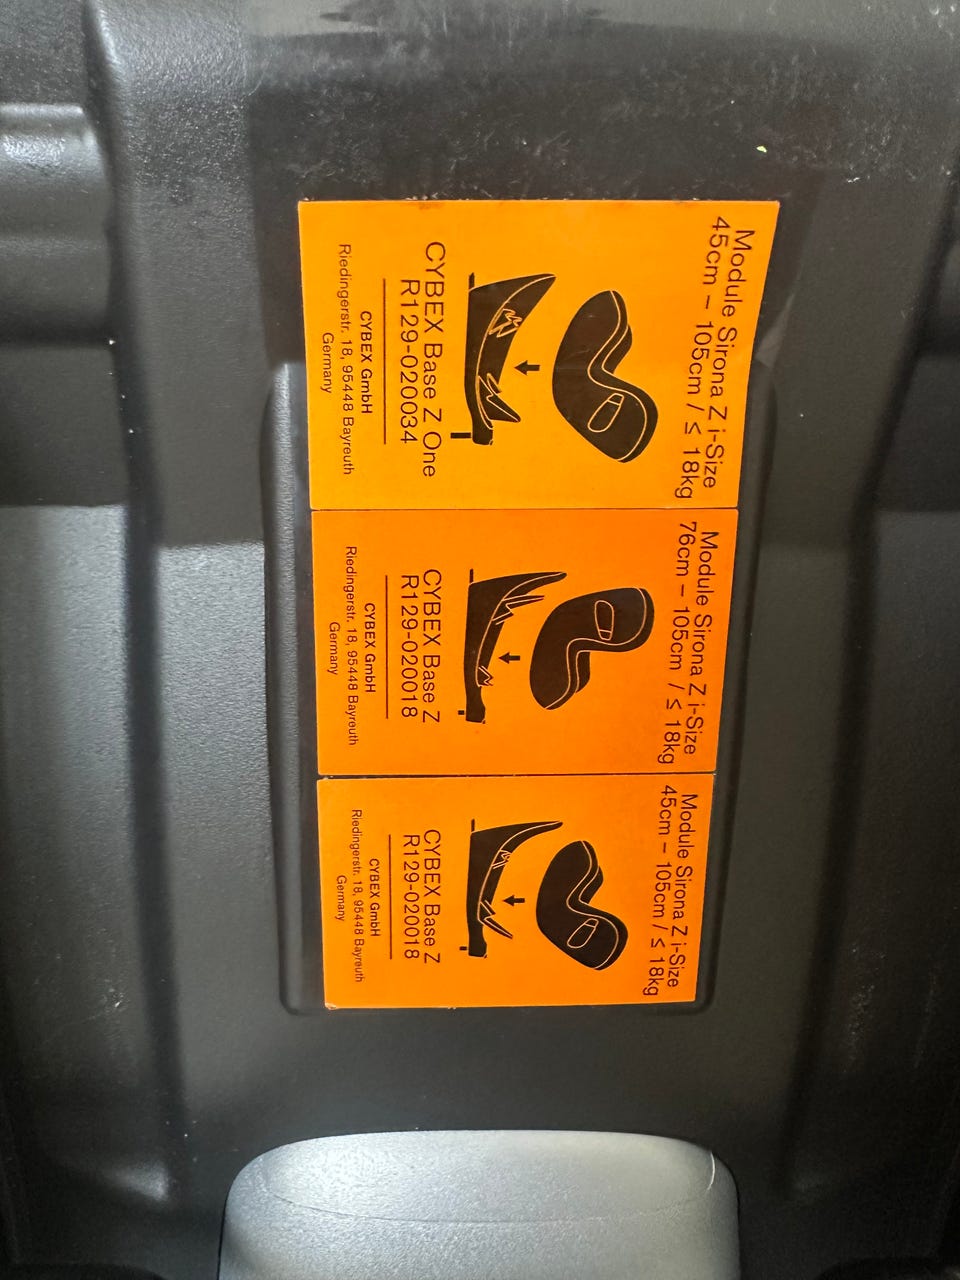 Module Sirona Z i-Size
45cm – 105cm / ≤ 18kg
CYBEX Base Z One
R129-020034
CYBEX GmbH
Riedingerstr. 18, 95448 Bayreuth
Germany
Module Sirona Z i-Size
76cm – 105cm / ≤ 18kg
CYBEX Base Z
R129-020018
CYBEX GmbH
Riedingerstr. 18, 95448 Bayreuth
Germany
Module Sirona Z i-Size
45cm – 105cm / ≤ 18kg
CYBEX Base Z
R129-020018
CYBEX GmbH
Riedingerstr. 18, 95448 Bayreuth
Germany